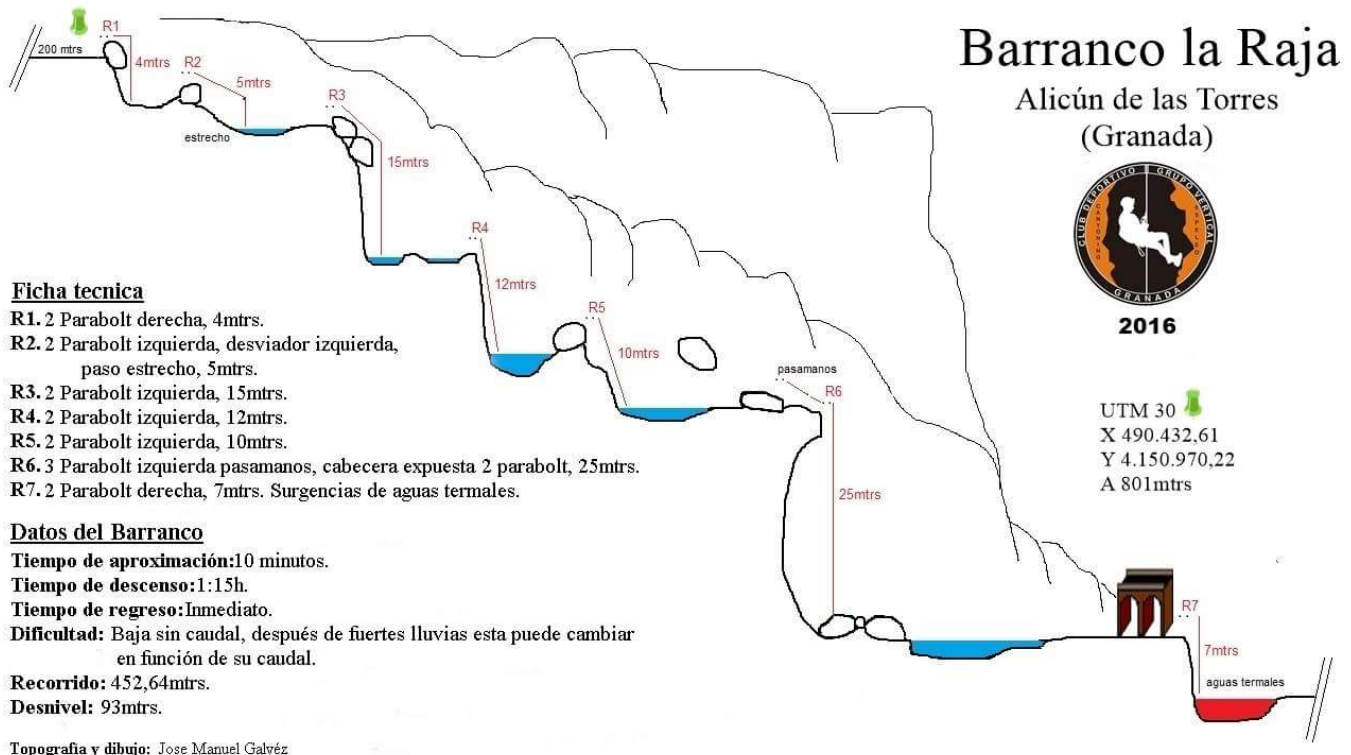 Barranco la Raja
Alicún de las Torres
(Granada)
CLUB DEPORTIVO GRUPO VERTICAL
CANYONING RAPELLO
GRANADA
2016
UTM 30
X 490.432,61
Y 4.150.970,22
A 801mtrs
200 mtrs
R1
4mtrs
R2
5mtrs
estrecho
R3
15mtrs
R4
12mtrs
R5
10mtrs
pasamanos
R6
25mtrs
R7
7mtrs
aguas termales
Ficha tecnica
R1. 2 Parabolt derecha, 4mtrs.
R2. 2 Parabolt izquierda, desviador izquierda,
paso estrecho, 5mtrs.
R3. 2 Parabolt izquierda, 15mtrs.
R4. 2 Parabolt izquierda, 12mtrs.
R5. 2 Parabolt izquierda, 10mtrs.
R6. 3 Parabolt izquierda pasamanos, cabecera expuesta 2 parabolt, 25mtrs.
R7. 2 Parabolt derecha, 7mtrs. Surgencias de aguas termales.
Datos del Barranco
Tiempo de aproximación:10 minutos.
Tiempo de descenso:1:15h.
Tiempo de regreso:Inmediato.
Dificultad: Baja sin caudal, después de fuertes lluvias esta puede cambiar
en función de su caudal.
Recorrido: 452,64mtrs.
Desnivel: 93mtrs.
Topografia y dibujo: Jose Manuel Galvéz